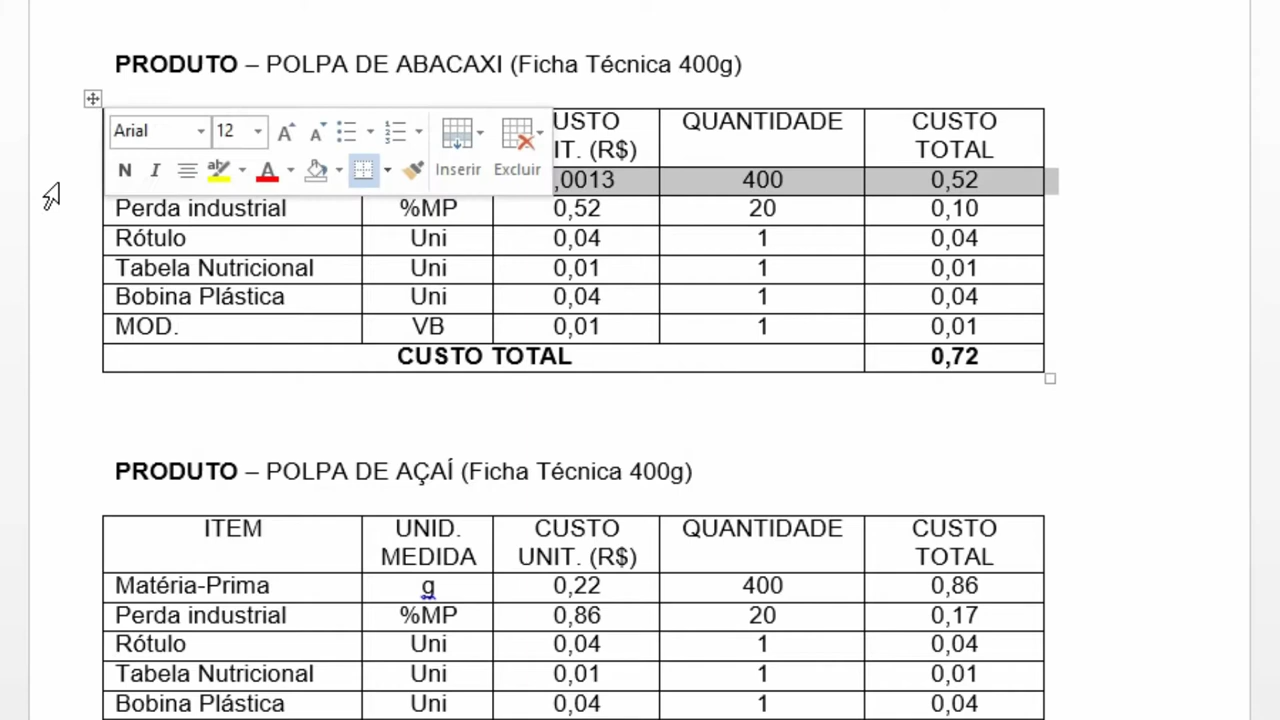 PRODUTO – POLPA DE ABACAXI (Ficha Técnica 400g)
Arial 12
N I Inserir Excluir
USTO QUANTIDADE CUSTO
IT. (R$) TOTAL
,0013 400 0,52
Perda industrial %MP 0,52 20 0,10
Rótulo Uni 0,04 1 0,04
Tabela Nutricional Uni 0,01 1 0,01
Bobina Plástica Uni 0,04 1 0,04
MOD. VB 0,01 1 0,01
CUSTO TOTAL 0,72
PRODUTO – POLPA DE AÇAÍ (Ficha Técnica 400g)
ITEM UNID. CUSTO QUANTIDADE CUSTO
MEDIDA UNIT. (R$) TOTAL
Matéria-Prima g 0,22 400 0,86
Perda industrial %MP 0,86 20 0,17
Rótulo Uni 0,04 1 0,04
Tabela Nutricional Uni 0,01 1 0,01
Bobina Plástica Uni 0,04 1 0,04